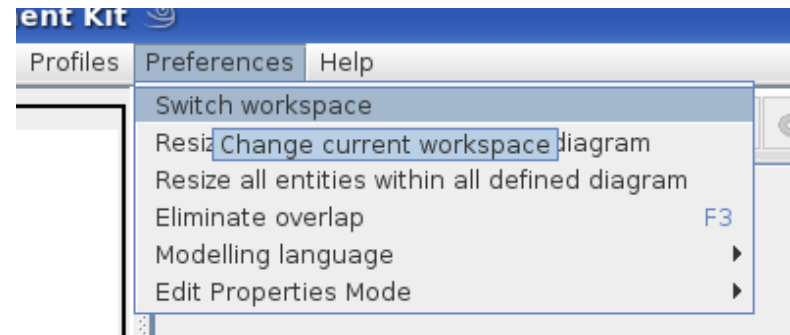 ent Kit
Profiles Preferences Help
Switch workspace
Resiz diagram
Change current workspace
Resize all entities within all defined diagram
Eliminate overlap F3
Modelling language
Edit Properties Mode